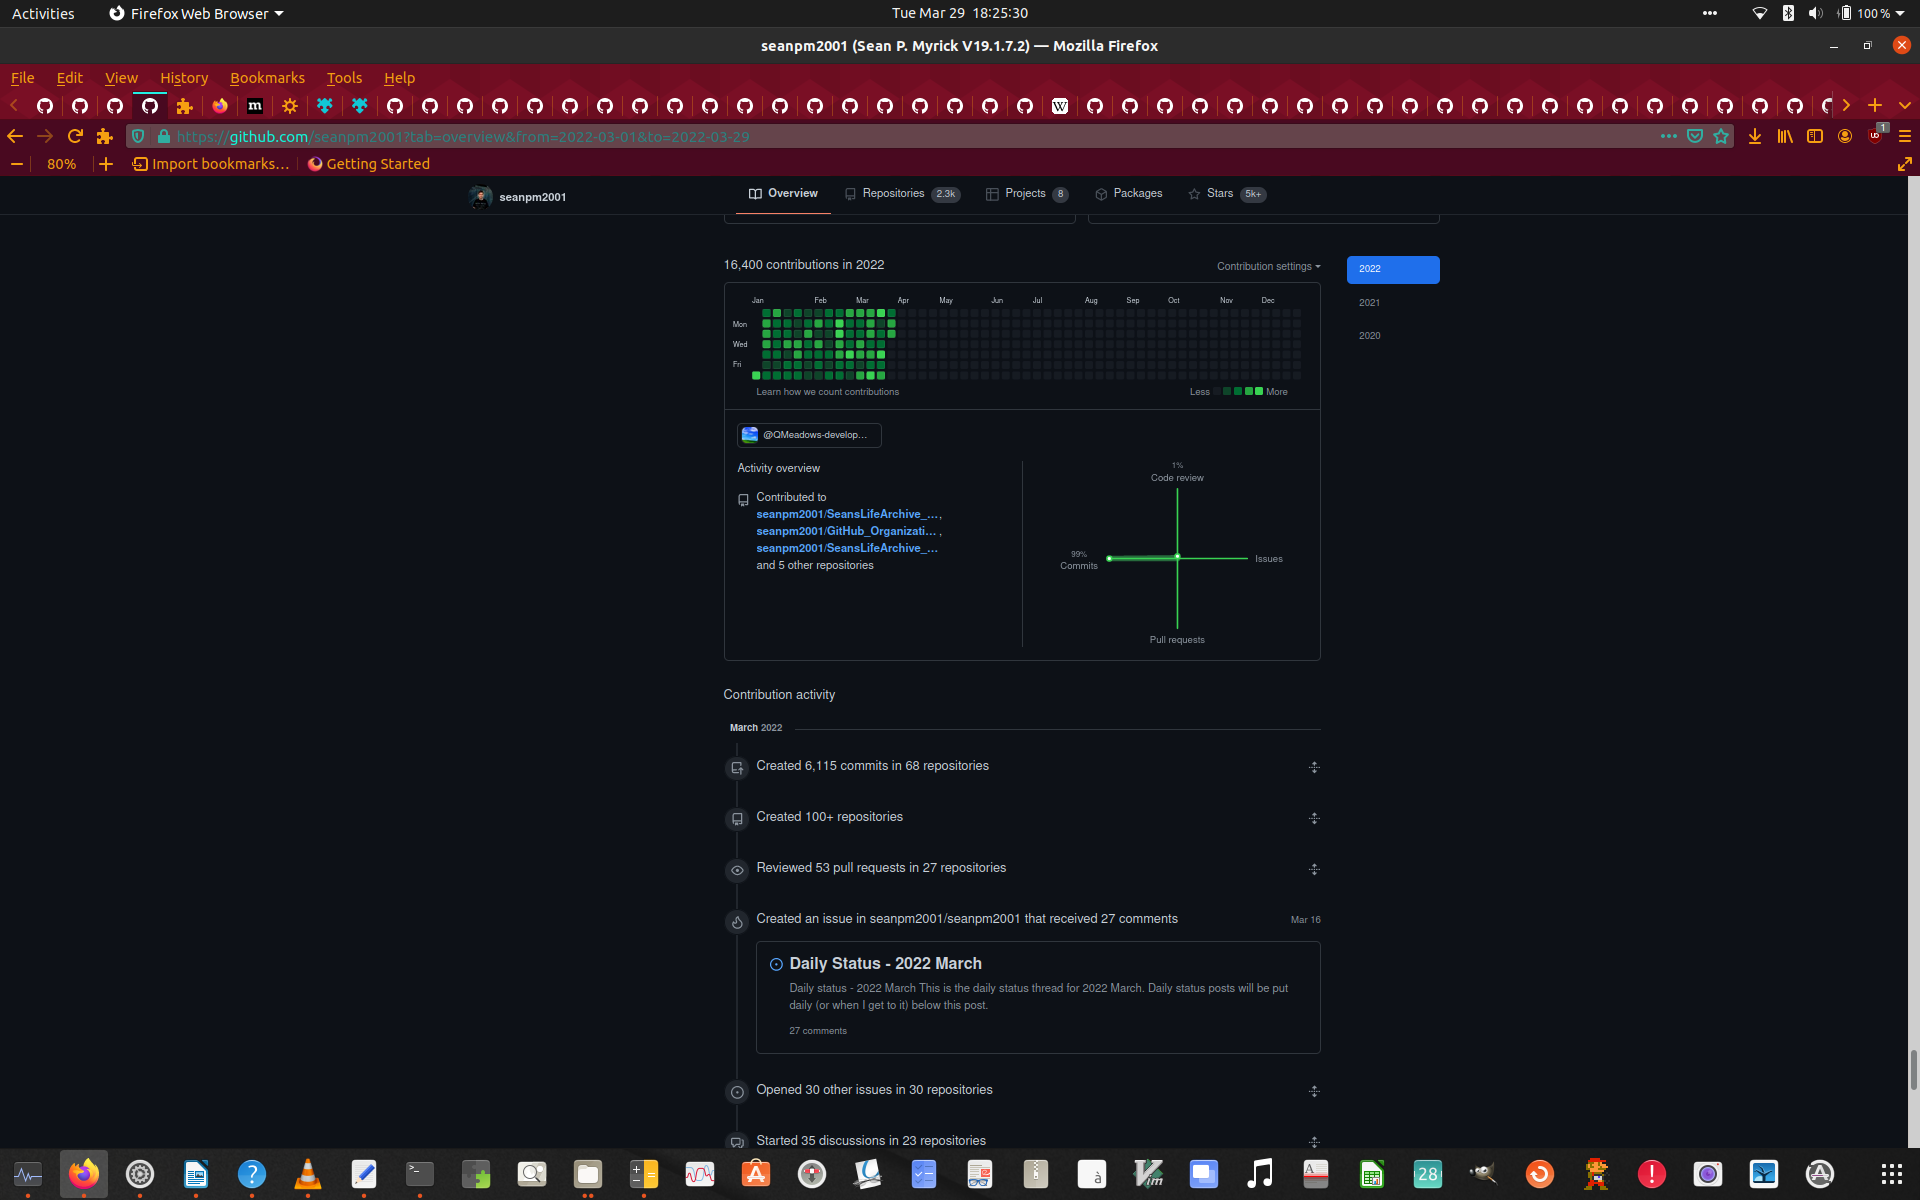 Activities
Firefox Web Browser
Tue Mar 29 18:25:30
100 %
seanpm2001 (Sean P. Myrick V19.1.7.2) — Mozilla Firefox
File Edit View History Bookmarks Tools Help
https://github.com/seanpm2001?tab=overview&from=2022-03-01&to=2022-03-29
1
80%
Import bookmarks...
Getting Started
seanpm2001
Overview
Repositories 2.3k
Projects 8
Packages
Stars 5k+
16,400 contributions in 2022
Contribution settings
2022
2021
2020
Jan Feb Mar Apr May Jun Jul Aug Sep Oct Nov Dec
Mon
Wed
Fri
Learn how we count contributions
Less More
@QMeadows-develop...
Activity overview
Contributed to
seanpm2001/SeansLifeArchive_... ,
seanpm2001/GitHub_Organizati... ,
seanpm2001/SeansLifeArchive_...
and 5 other repositories
1%
Code review
99%
Commits
Issues
Pull requests
Contribution activity
March 2022
Created 6,115 commits in 68 repositories
Created 100+ repositories
Reviewed 53 pull requests in 27 repositories
Created an issue in seanpm2001/seanpm2001 that received 27 comments
Mar 16
Daily Status - 2022 March
Daily status - 2022 March This is the daily status thread for 2022 March. Daily status posts will be put
daily (or when I get to it) below this post.
27 comments
Opened 30 other issues in 30 repositories
Started 35 discussions in 23 repositories
28